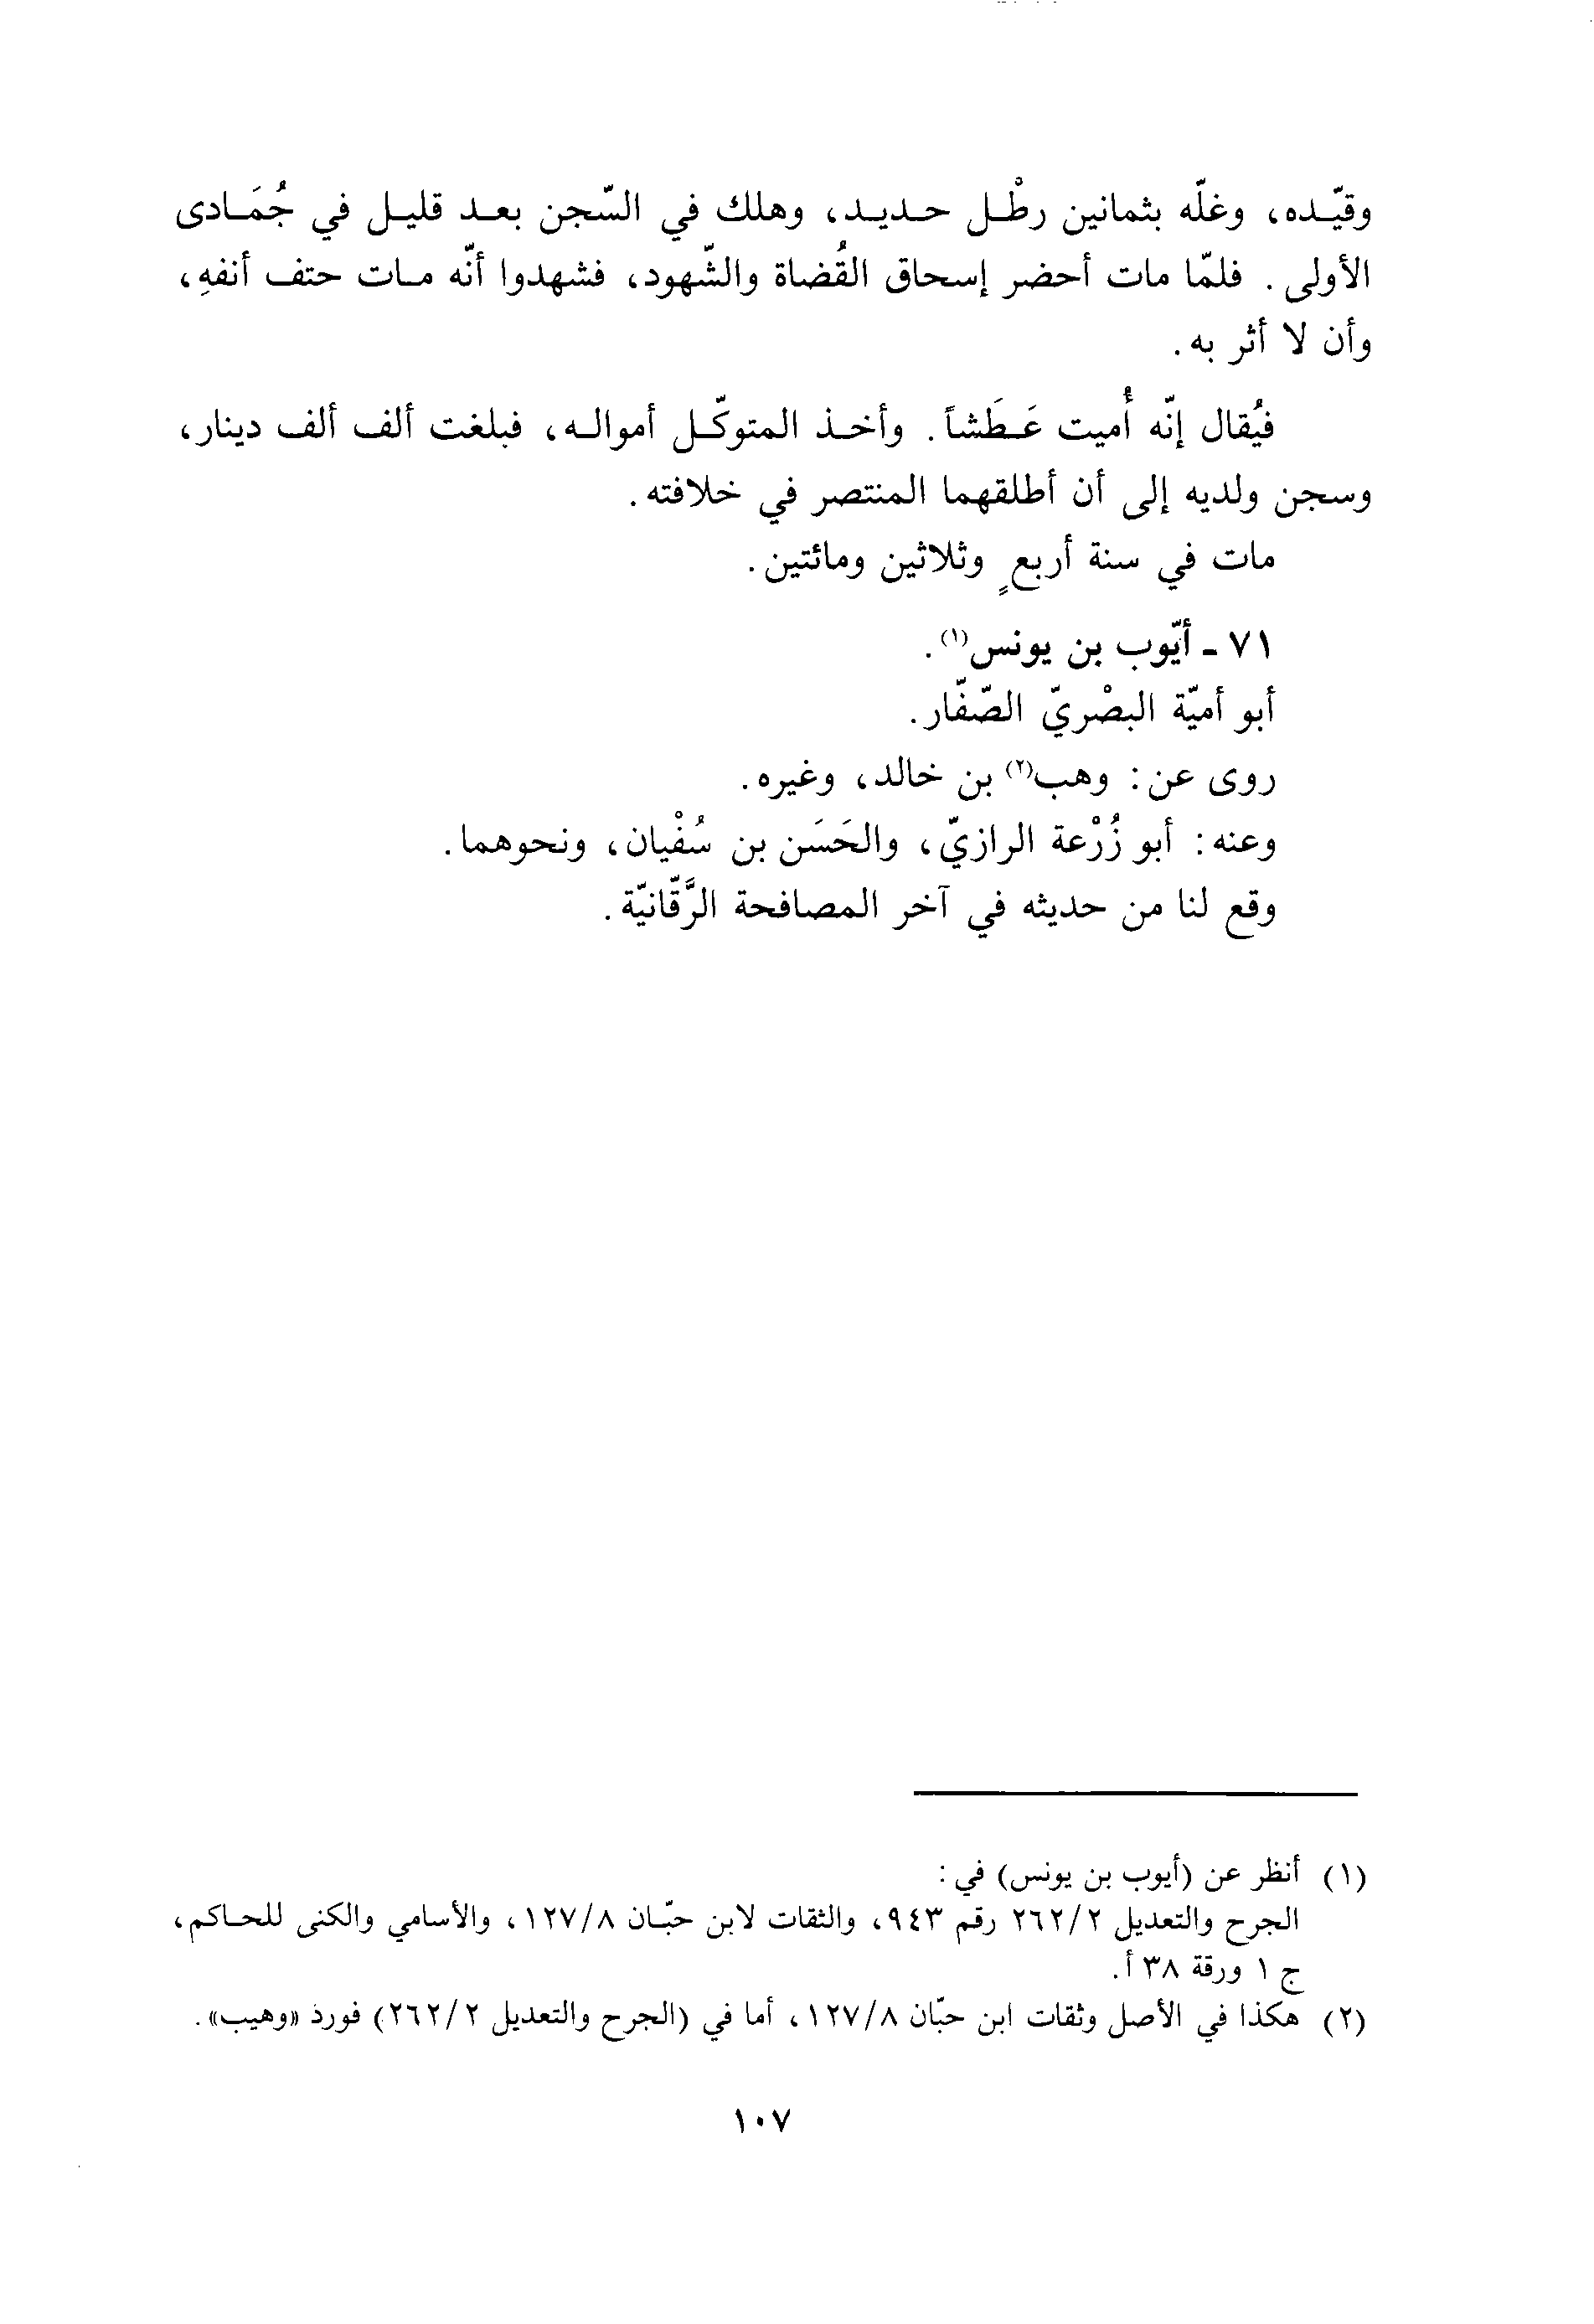 وقيّده، وغلّه بثمانين رطْل حديد، وهلك في السّجن بعد قليل في جُمَادى
الأولى. فلمّا مات أحضر إسحاق القُضاة والشّهود، فشهدوا أنّه مات حتف أنفهِ،
وأن لا أثر به.
فيُقال إنّه أُميت عَطَشاً. وأخذ المتوكّل أمواله، فبلغت ألف ألف دينار،
وسجن ولديه إلى أن أطلقهما المنتصر في خلافته.
مات في سنة أربعٍ وثلاثين ومائتين.
٧١ - أيّوب بن يونس(١).
أبو أميّة البصْريّ الصّفّار.
روى عن: وهب(٢) بن خالد، وغيره.
وعنه: أبو زُرْعة الرازيّ، والحَسَن بن سُفْيان، ونحوهما.
وقع لنا من حديثه في آخر المصافحة الرَّقّانيّة.
(١) أنظر عن (أيوب بن يونس) في:
الجرح والتعديل ٢/٢٦٢ رقم ٩٤٣، والثقات لابن حبّان ٨/١٢٧، والأسامي والكنى للحاكم،
ج ١ ورقة ٣٨ أ.
(٢) هكذا في الأصل وثقات ابن حبّان ٨/١٢٧، أما في (الجرح والتعديل ٢/٢٦٢) فورد «وهيب».
١٠٧